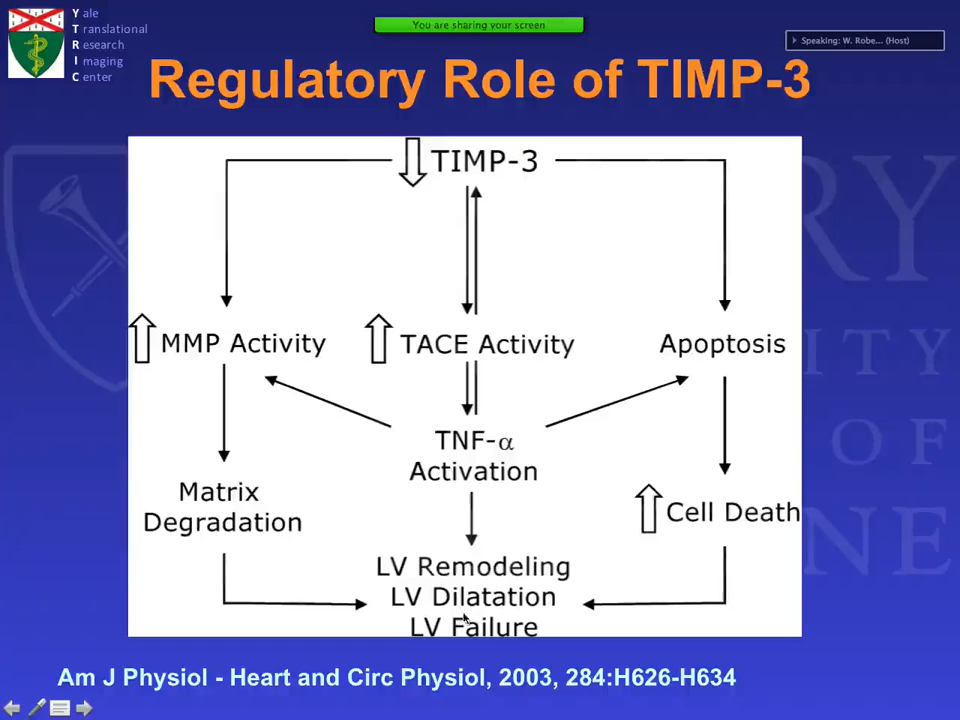 Yale
Translational
Research
Imaging
Center
You are sharing your screen
Speaking: W. Robe... (Host)
Regulatory Role of TIMP-3
TIMP-3
MMP Activity
TACE Activity
Apoptosis
TNF-α
Activation
Matrix
Degradation
Cell Death
LV Remodeling
LV Dilatation
LV Failure
Am J Physiol - Heart and Circ Physiol, 2003, 284:H626-H634